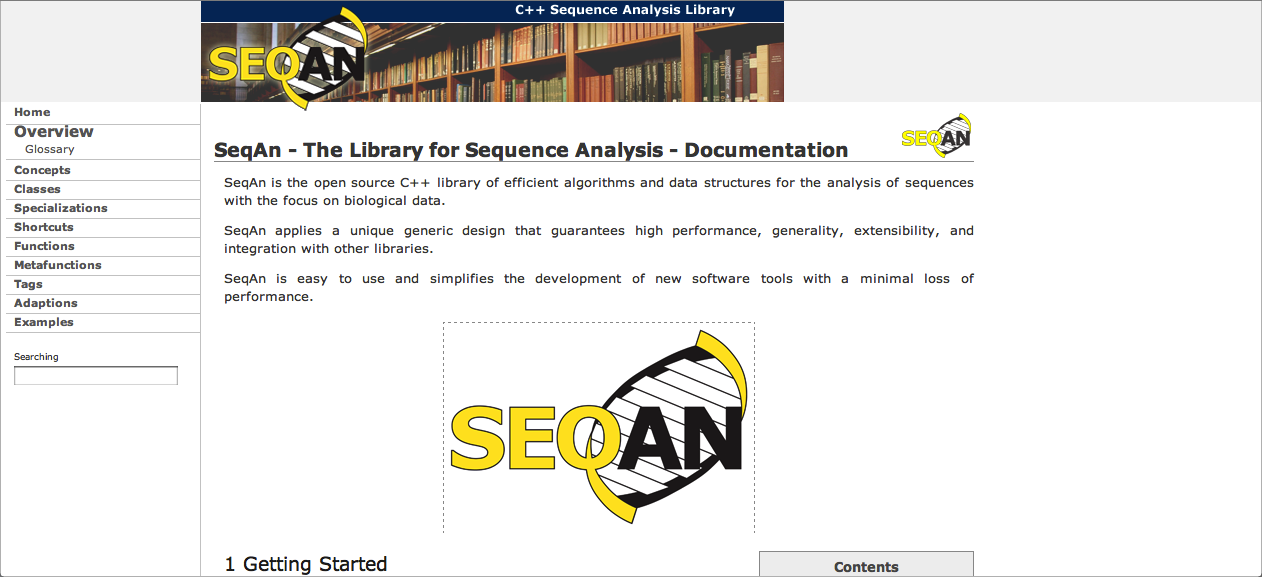 C++ Sequence Analysis Library
SEQAN
Home
Overview
Glossary
Concepts
Classes
Specializations
Shortcuts
Functions
Metafunctions
Tags
Adaptions
Examples
Searching
SEQAN
SeqAn - The Library for Sequence Analysis - Documentation
SeqAn is the open source C++ library of efficient algorithms and data structures for the analysis of sequences
with the focus on biological data.
SeqAn applies a unique generic design that guarantees high performance, generality, extensibility, and
integration with other libraries.
SeqAn is easy to use and simplifies the development of new software tools with a minimal loss of
performance.
SEQAN
1 Getting Started
Contents